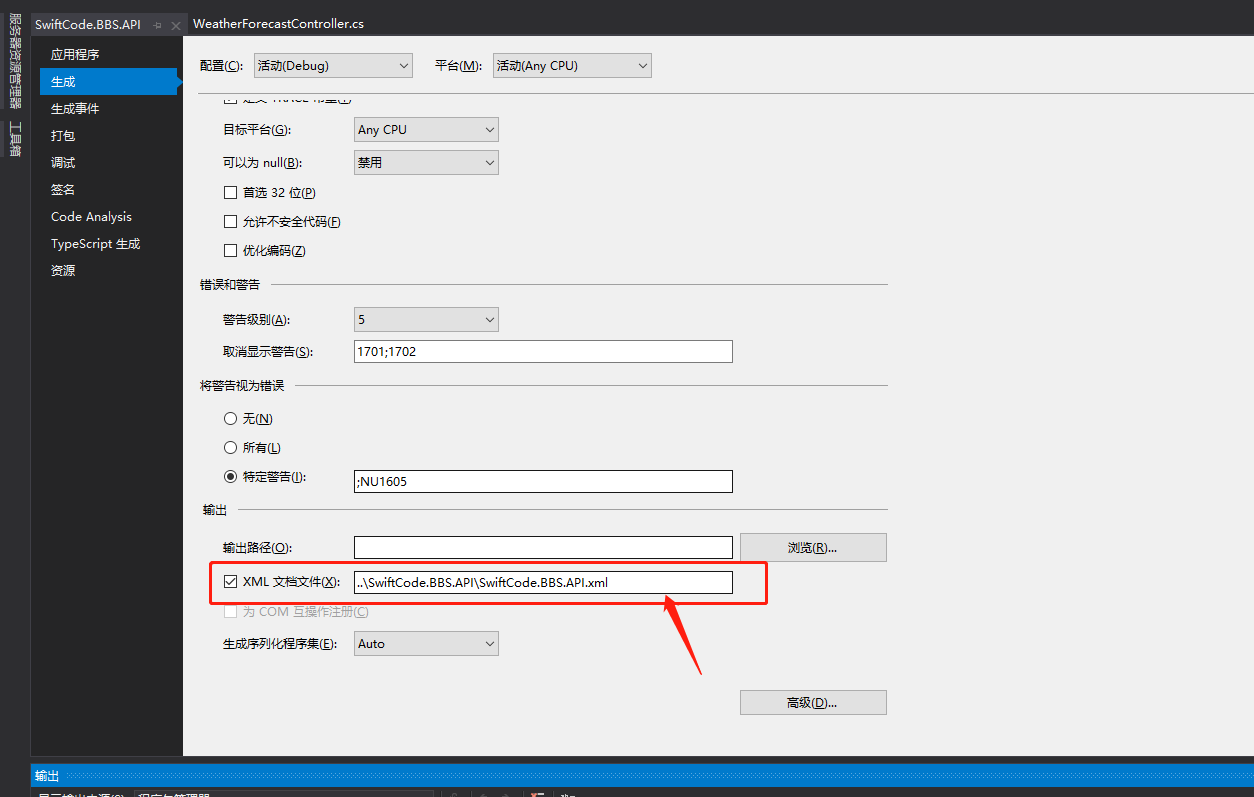 服务器资源管理器
工具箱
SwiftCode.BBS.API
WeatherForecastController.cs
应用程序
生成
生成事件
打包
调试
签名
Code Analysis
TypeScript 生成
资源
配置(C): 活动(Debug) 平台(M): 活动(Any CPU)
目标平台(G): Any CPU
可以为 null(B): 禁用
首选 32 位(P)
允许不安全代码(F)
优化编码(Z)
错误和警告
警告级别(A): 5
取消显示警告(S): 1701;1702
将警告视为错误
无(N)
所有(L)
特定警告(I): ;NU1605
输出
输出路径(O): 浏览(R)...
XML 文档文件(X): ..\SwiftCode.BBS.API\SwiftCode.BBS.API.xml
为 COM 互操作注册(C)
生成序列化程序集(E): Auto
高级(D)...
输出